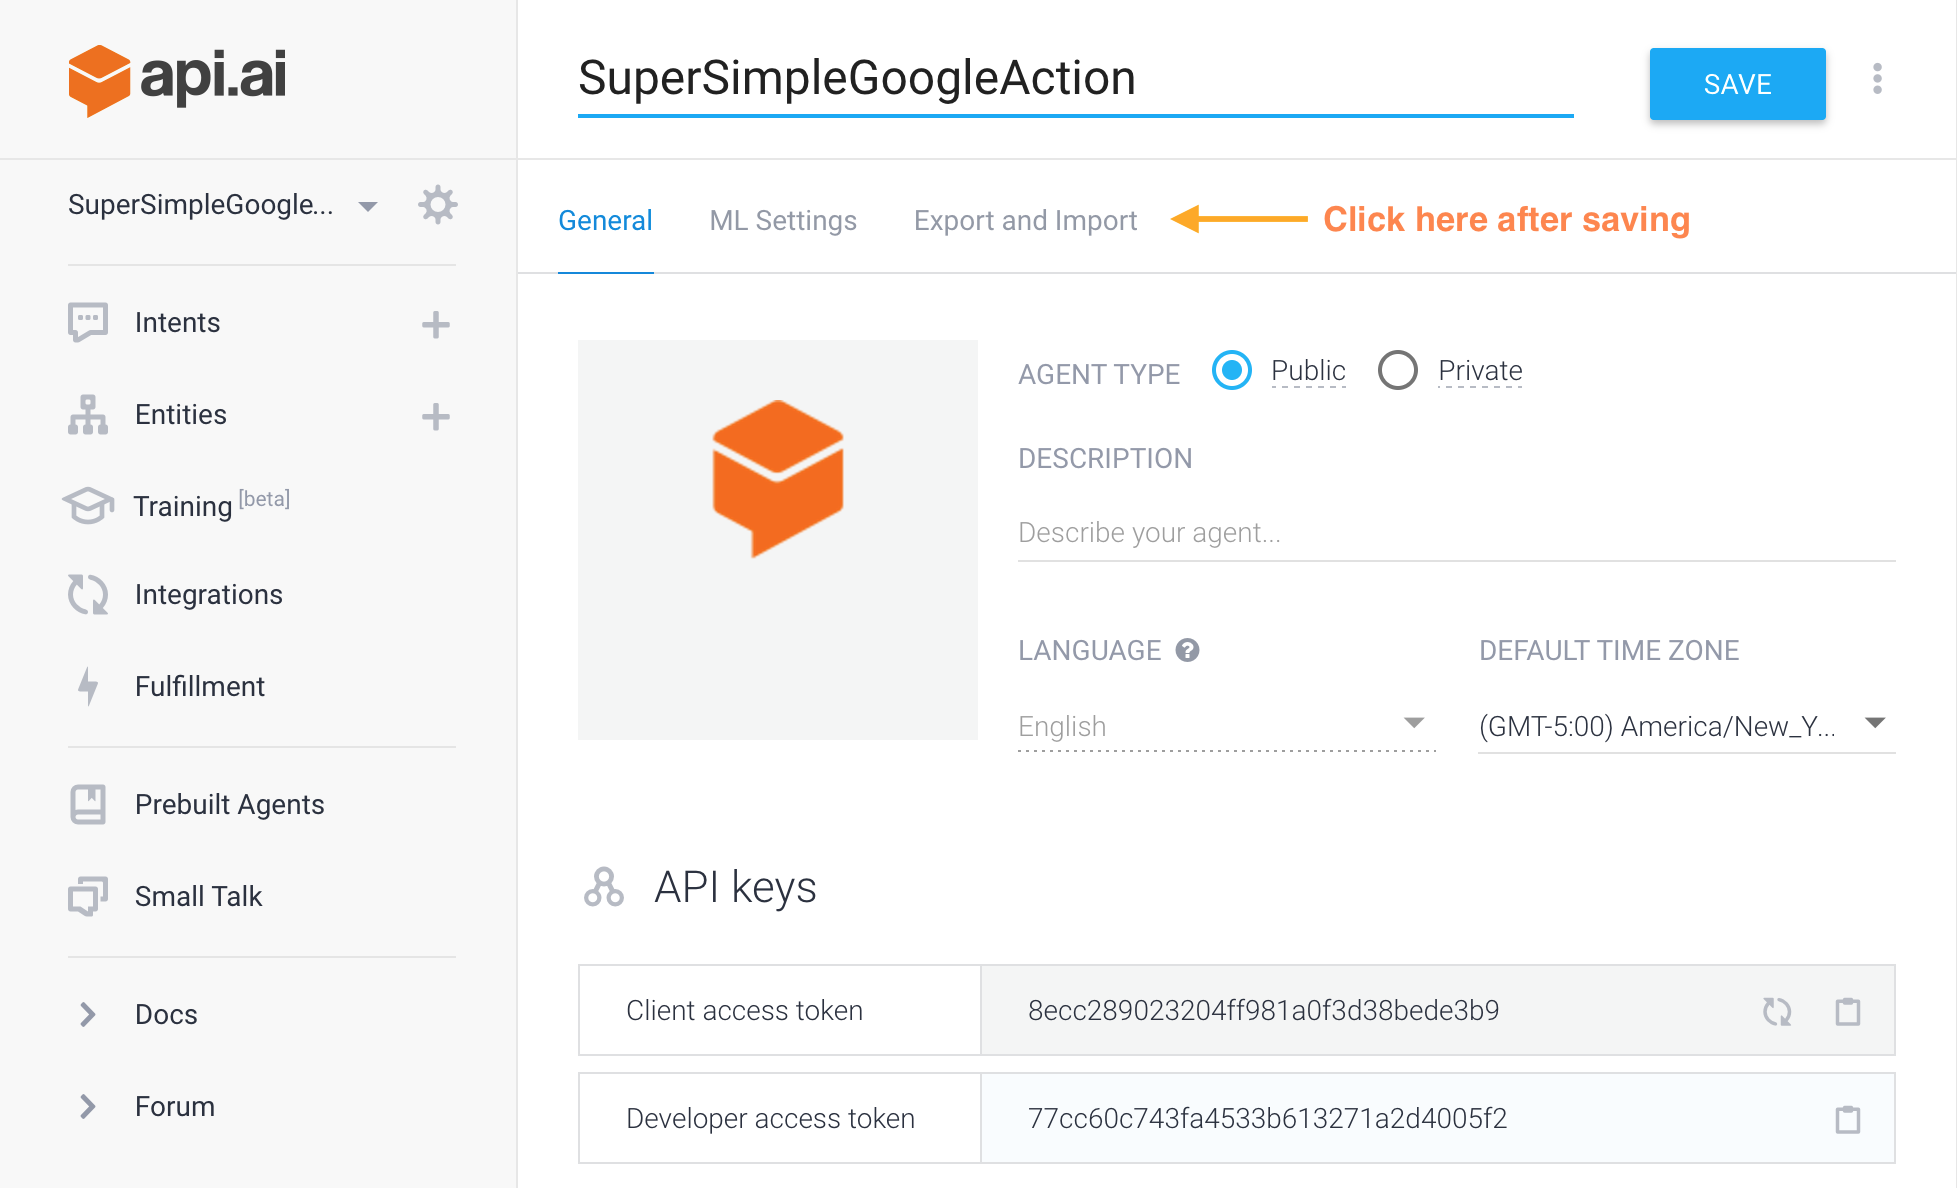 api.ai
SuperSimpleGoogleAction
SAVE
SuperSimpleGoogle...
General
ML Settings
Export and Import
Click here after saving
Intents
Entities
Training [beta]
Integrations
Fulfillment
Prebuilt Agents
Small Talk
Docs
Forum
AGENT TYPE
Public
Private
DESCRIPTION
Describe your agent...
LANGUAGE ?
DEFAULT TIME ZONE
English
(GMT-5:00) America/New_Y...
API keys
Client access token
8ecc289023204ff981a0f3d38bede3b9
Developer access token
77cc60c743fa4533b613271a2d4005f2